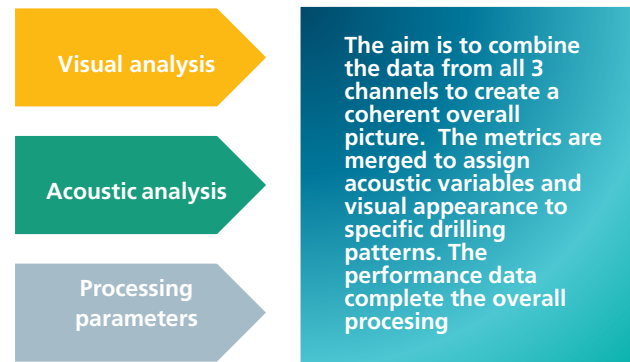 Visual analysis
Acoustic analysis
Processing
parameters
The aim is to combine
the data from all 3
channels to create a
coherent overall
picture. The metrics are
merged to assign
acoustic variables and
visual appearance to
specific drilling
patterns. The
performance data
complete the overall
procesing